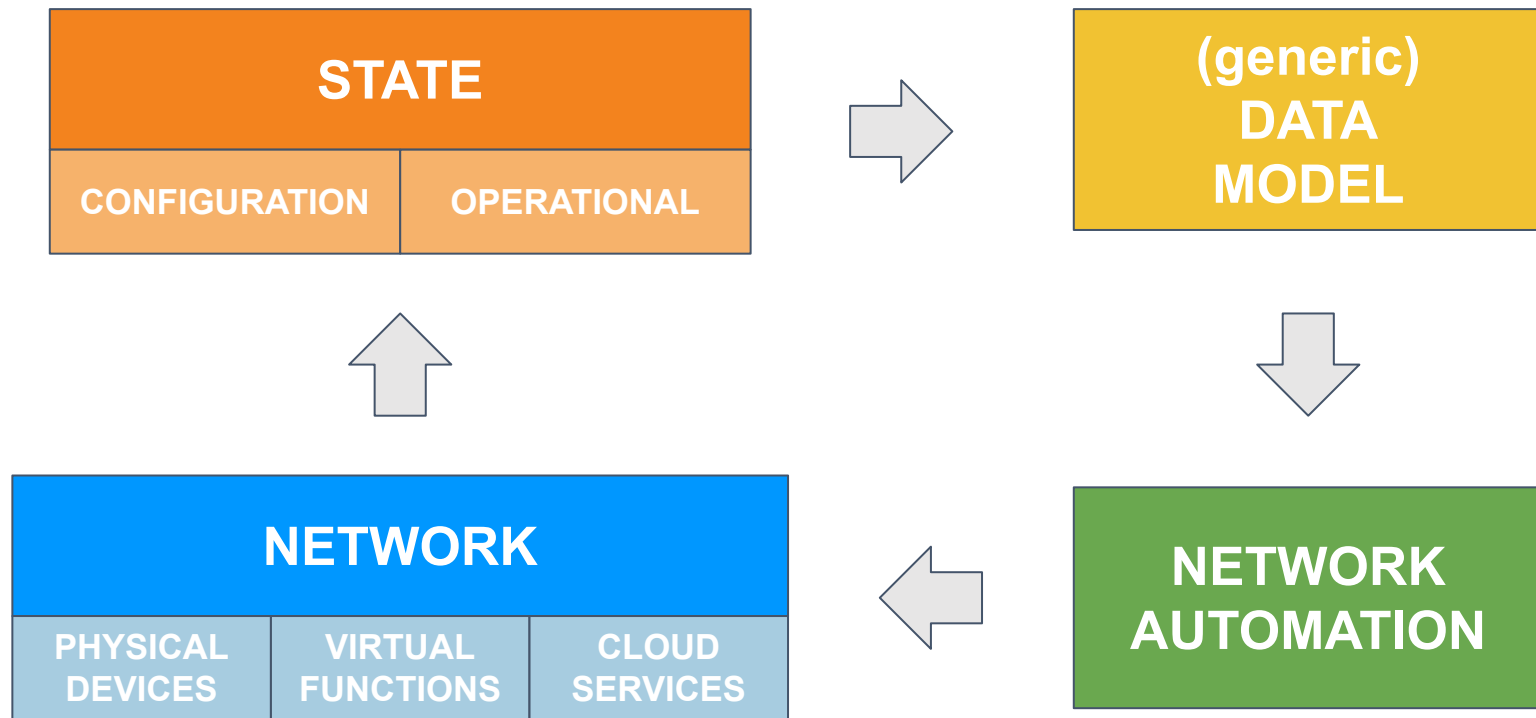 STATE
CONFIGURATION
OPERATIONAL
(generic)
DATA
MODEL
NETWORK
PHYSICAL
DEVICES
VIRTUAL
FUNCTIONS
CLOUD
SERVICES
NETWORK
AUTOMATION